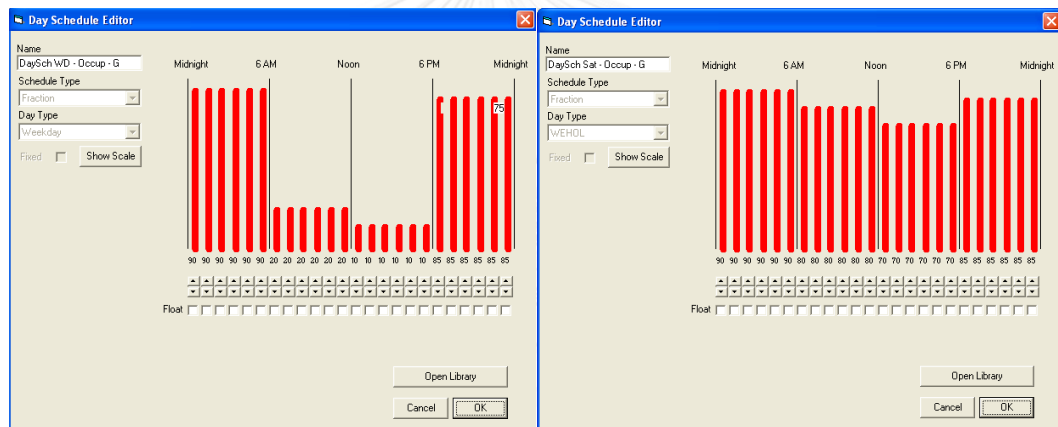 Day Schedule Editor
Name
DaySch WD - Occup - G
Schedule Type
Fraction
Day Type
Weekday
Fixed
Show Scale
Midnight 6 AM Noon 6 PM Midnight
75
90 90 90 90 90 90 20 20 20 20 20 20 10 10 10 10 10 10 85 85 85 85 85 85
Float
Open Library
Cancel OK
Day Schedule Editor
Name
DaySch Sat - Occup - G
Schedule Type
Fraction
Day Type
WEHOL
Fixed
Show Scale
Midnight 6 AM Noon 6 PM Midnight
90 90 90 90 90 90 80 80 80 80 80 80 70 70 70 70 70 70 85 85 85 85 85 85
Float
Open Library
Cancel OK